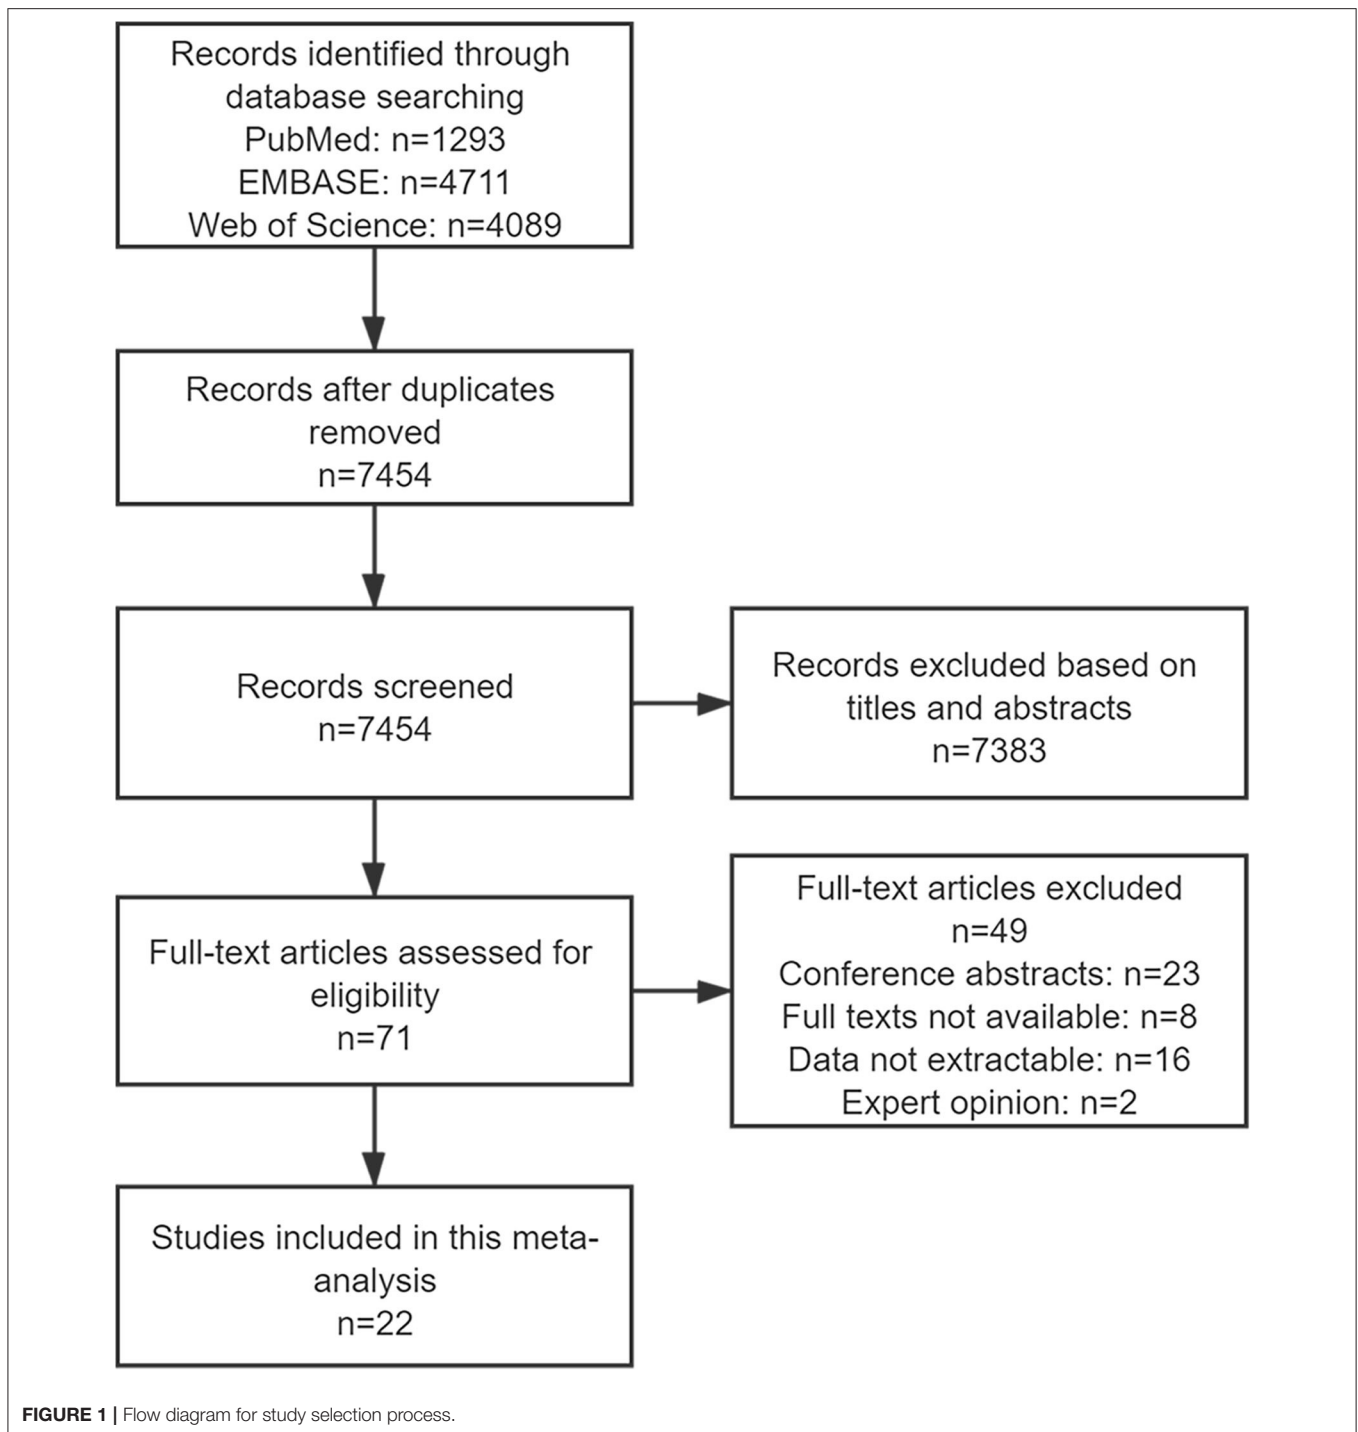 Records identified through
database searching
PubMed: n=1293
EMBASE: n=4711
Web of Science: n=4089
Records after duplicates
removed
n=7454
Records screened
n=7454
Records excluded based on
titles and abstracts
n=7383
Full-text articles assessed for
eligibility
n=71
Full-text articles excluded
n=49
Conference abstracts: n=23
Full texts not available: n=8
Data not extractable: n=16
Expert opinion: n=2
Studies included in this meta-
analysis
n=22
FIGURE 1 | Flow diagram for study selection process.